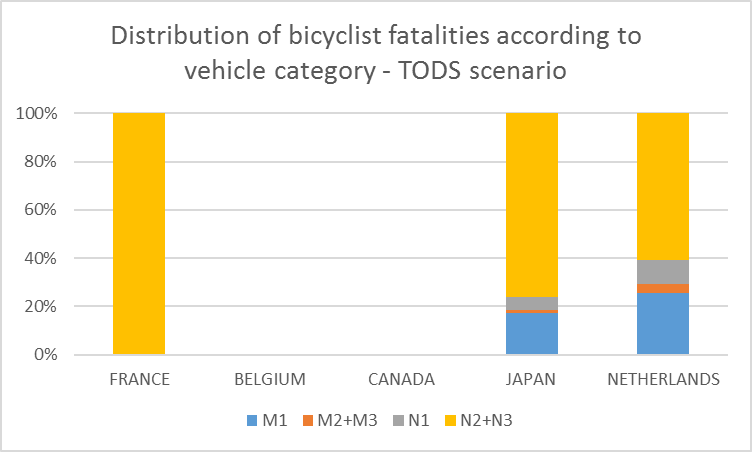 Distribution of bicyclist fatalities according to
vehicle category - TODS scenario
100%
80%
60%
40%
20%
0%
FRANCE BELGIUM CANADA JAPAN NETHERLANDS
M1 M2+M3 N1 N2+N3